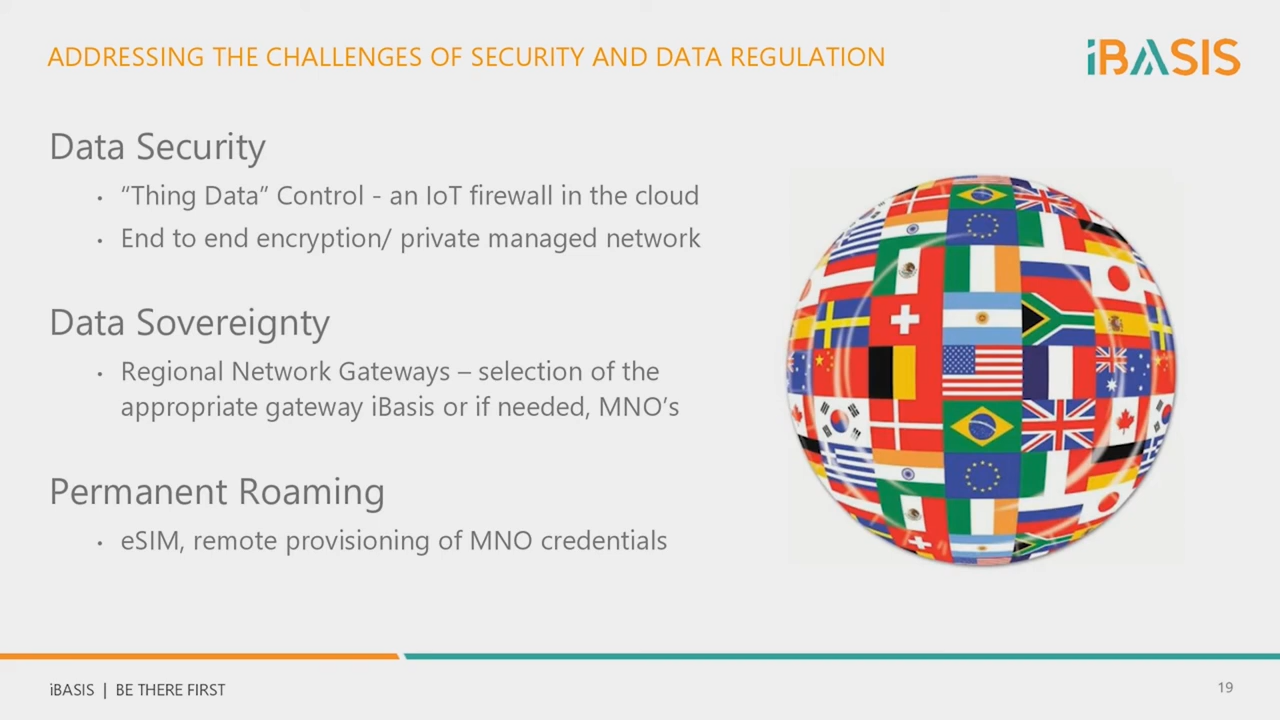 ADDRESSING THE CHALLENGES OF SECURITY AND DATA REGULATION
iBASIS
Data Security
• “Thing Data” Control - an IoT firewall in the cloud
• End to end encryption/ private managed network
Data Sovereignty
• Regional Network Gateways – selection of the
appropriate gateway iBasis or if needed, MNO’s
Permanent Roaming
• eSIM, remote provisioning of MNO credentials
iBASIS | BE THERE FIRST
19